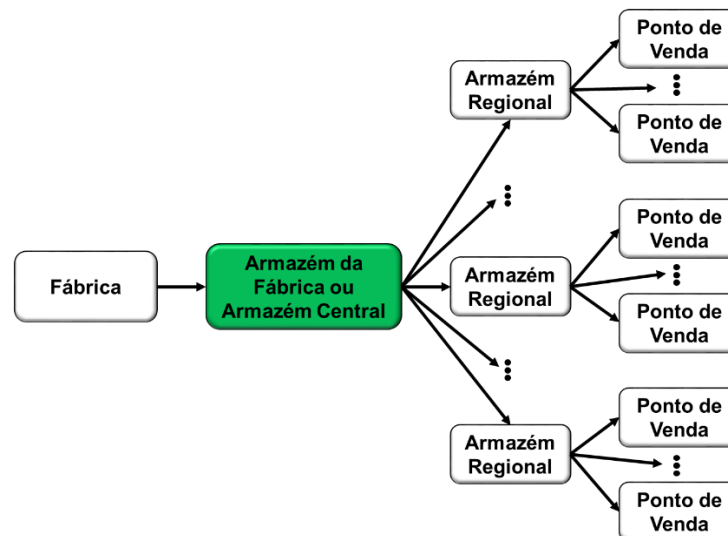 Fábrica
Armazém da
Fábrica ou
Armazém Central
Armazém
Regional
Ponto de
Venda
Ponto de
Venda
Armazém
Regional
Ponto de
Venda
Ponto de
Venda
Armazém
Regional
Ponto de
Venda
Ponto de
Venda